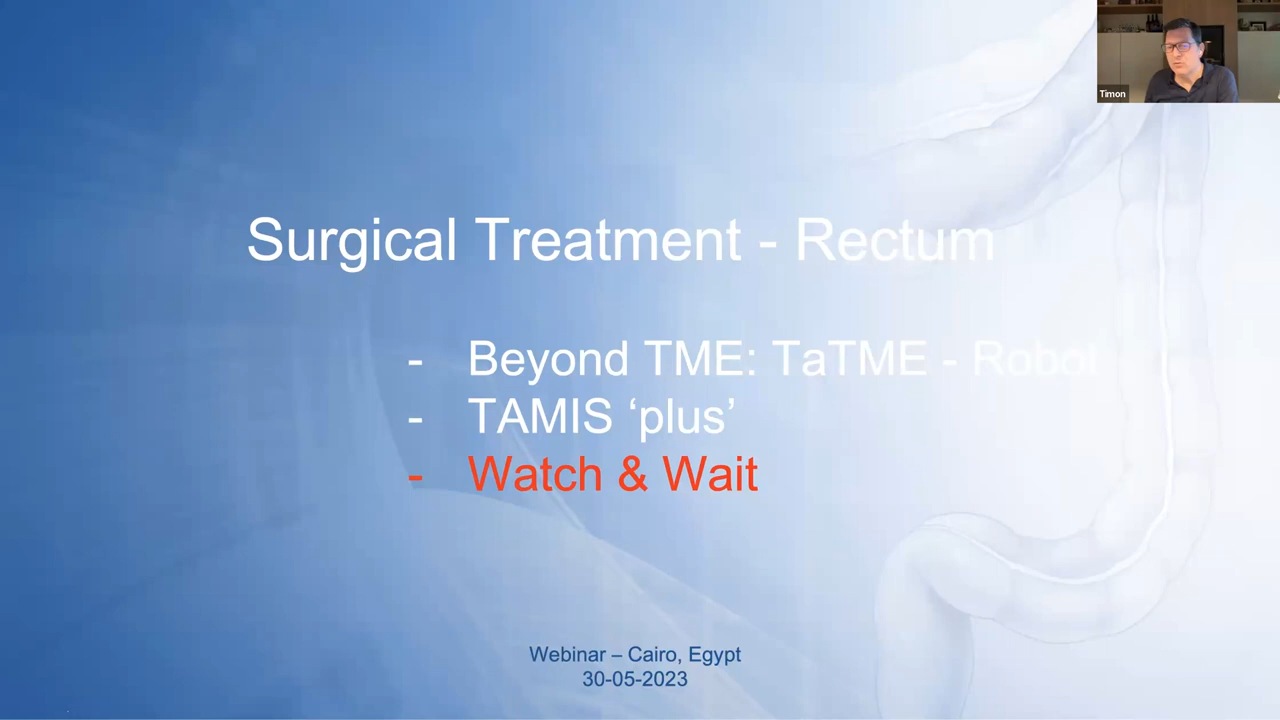 Timon
Surgical Treatment - Rectum
- Beyond TME: TaTME - Robot
- TAMIS ‘plus’
- Watch & Wait
Webinar – Cairo, Egypt
30-05-2023